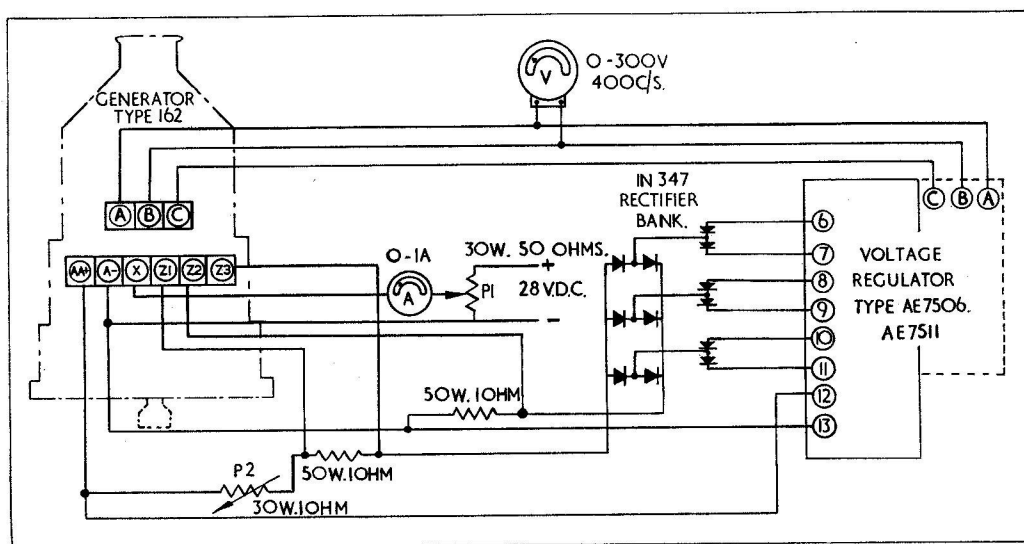 GENERATOR
TYPE 162
V
0-300V
400C/S.
A B C
AA+ A- X Z1 Z2 Z3
0-1A
A
30W. 50 OHMS.
P1
+
28V.D.C.
-
IN 347
RECTIFIER
BANK.
C B A
6
7
8
9
10
11
12
13
VOLTAGE
REGULATOR
TYPE AE7506.
AE7511
50W.1OHM
50W.1OHM
P2
30W.1OHM